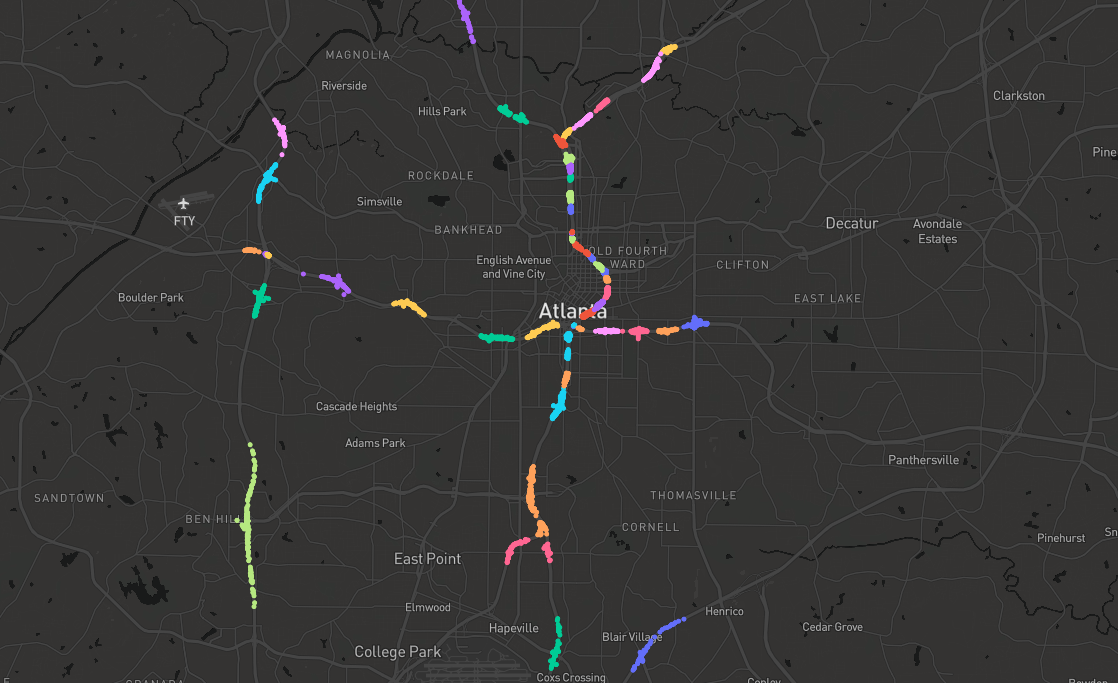 MAGNOLIA
Riverside
Clarkston
Hills Park
ROCKDALE
Simsville
FTY
Decatur
Avondale
Estates
BANKHEAD
OLD FOURTH
WARD
English Avenue
and Vine City
CLIFTON
Boulder Park
EAST LAKE
Atlanta
Cascade Heights
Adams Park
Panthersville
SANDTOWN
THOMASVILLE
BEN HILL
CORNELL
Pinehurst
East Point
Elmwood
Henrico
Hapeville
Cedar Grove
Blair Village
College Park
Coxs Crossing